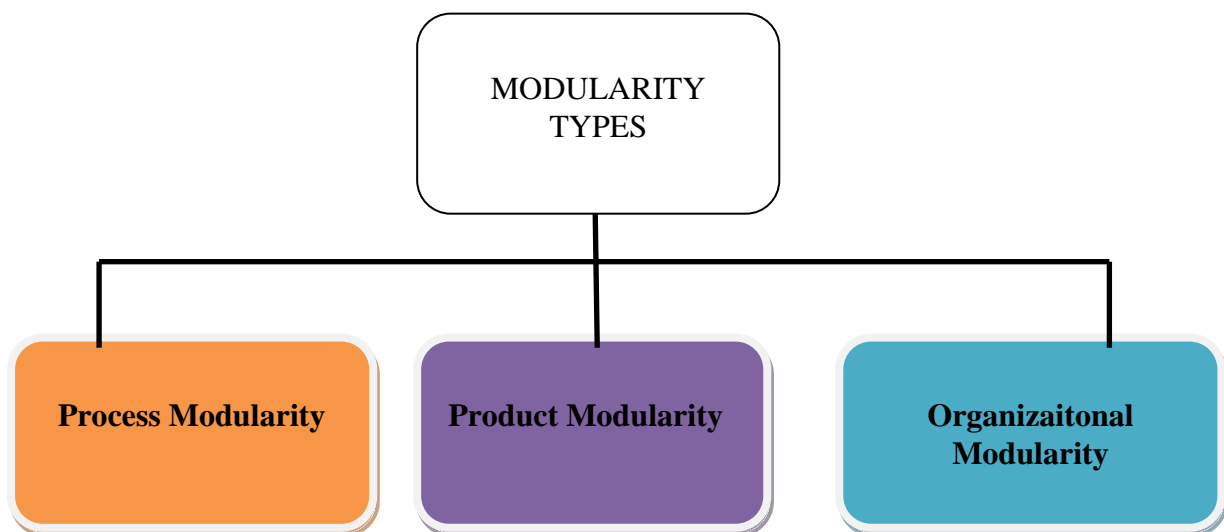 MODULARITY
TYPES
Process Modularity
Product Modularity
Organizaitonal
Modularity